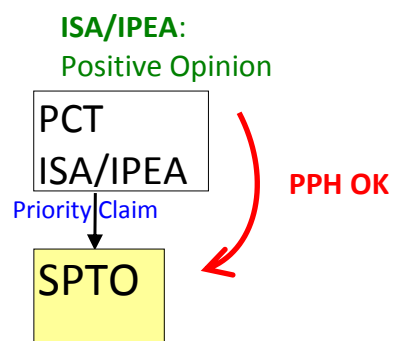 ISA/IPEA:
Positive Opinion
PCT
ISA/IPEA
PPH OK
Priority Claim
SPTO